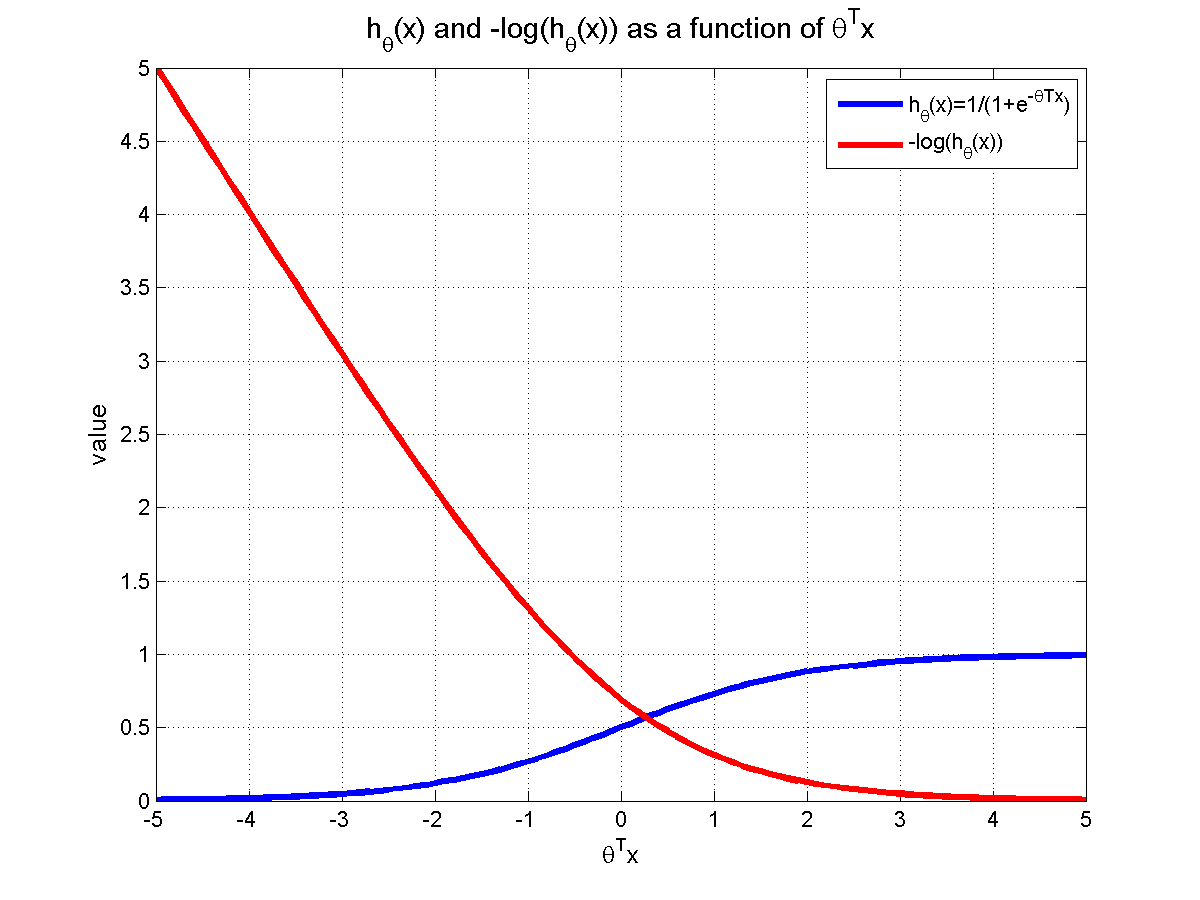 hθ(x) and -log(hθ(x)) as a function of θᵀx
hθ(x)=1/(1+e^-θTx)
-log(hθ(x))
5
4.5
4
3.5
3
2.5
2
1.5
1
0.5
0
value
-5 -4 -3 -2 -1 0 1 2 3 4 5
θᵀx